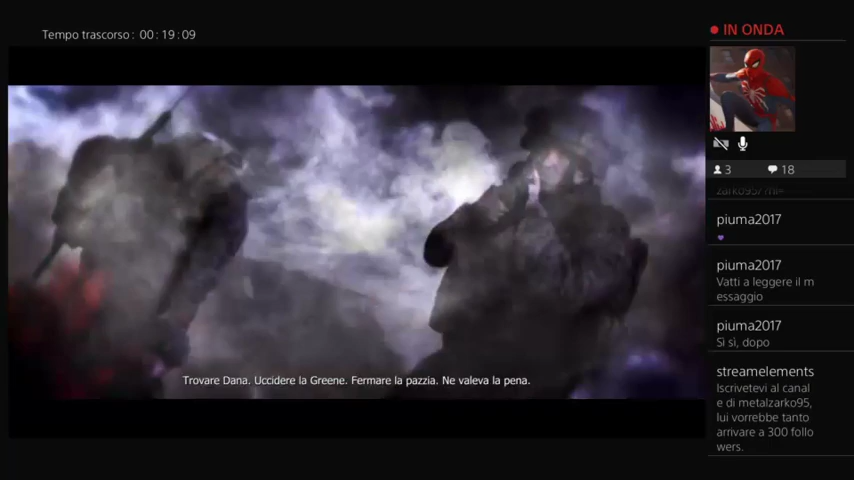 Tempo trascorso: 00:19:09
IN ONDA
3 18
piuma2017
piuma2017
Vatti a leggere il m
essaggio
piuma2017
Sì sì, dopo
streamelements
Iscrivetevi al canal
e di metalzarko95,
lui vorrebbe tanto
arrivare a 300 follo
wers.
Trovare Dana. Uccidere la Greene. Fermare la pazzia. Ne valeva la pena.